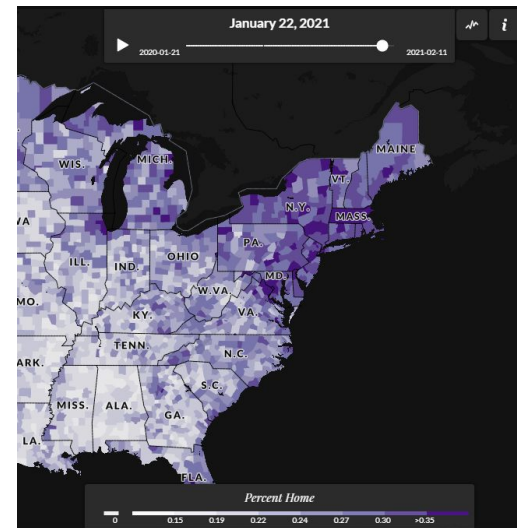 January 22, 2021
2020-01-21
2021-02-11
i
MAINE
WIS.
MICH.
VT.
N.Y.
MASS.
PA.
OHIO
ILL.
IND.
MD.
W.VA.
VA.
MO.
KY.
TENN.
N.C.
ARK.
S.C.
MISS.
ALA.
GA.
LA.
FLA.
Percent Home
0 0.15 0.19 0.22 0.24 0.27 0.30 >0.35